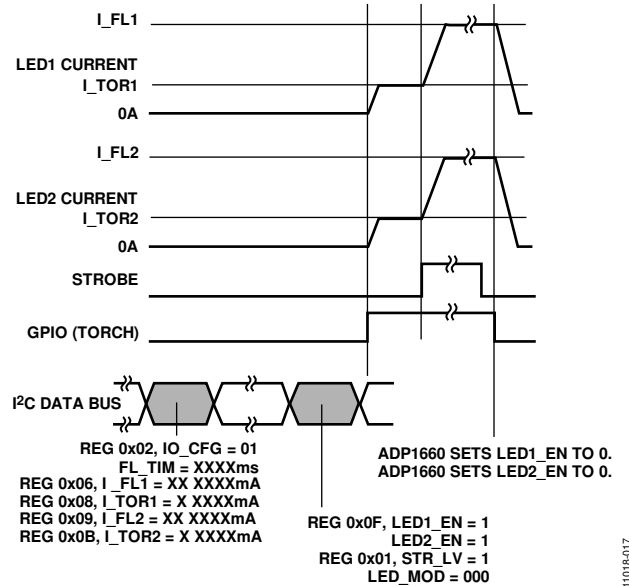 I_FL1
LED1 CURRENT
I_TOR1
0A
I_FL2
LED2 CURRENT
I_TOR2
0A
STROBE
GPIO (TORCH)
I2C DATA BUS
REG 0x02, IO_CFG = 01
FL_TIM = XXXXms
REG 0x06, I _FL1 = XX XXXXmA
REG 0x08, I_TOR1 = X XXXXmA
REG 0x09, I_FL2 = XX XXXXmA
REG 0x0B, I_TOR2 = X XXXXmA
REG 0x0F, LED1_EN = 1
LED2_EN = 1
REG 0x01, STR_LV = 1
LED_MOD = 000
ADP1660 SETS LED1_EN TO 0.
ADP1660 SETS LED2_EN TO 0.
11018-017